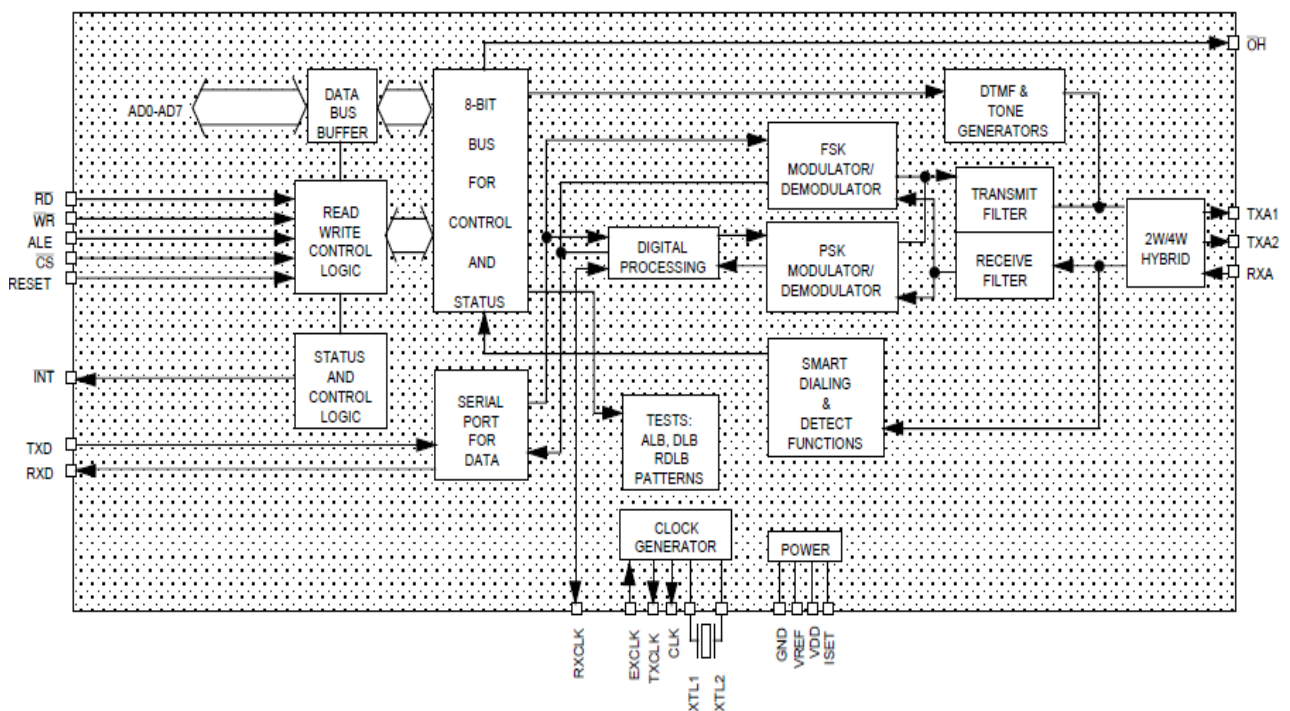 OH
AD0-AD7
DATA
BUS
BUFFER
8-BIT
BUS
FOR
CONTROL
AND
STATUS
DTMF &
TONE
GENERATORS
FSK
MODULATOR/
DEMODULATOR
RD
WR
ALE
CS
RESET
READ
WRITE
CONTROL
LOGIC
TRANSMIT
FILTER
RECEIVE
FILTER
2W/4W
HYBRID
TXA1
TXA2
RXA
DIGITAL
PROCESSING
PSK
MODULATOR/
DEMODULATOR
INT
STATUS
AND
CONTROL
LOGIC
SMART
DIALING
&
DETECT
FUNCTIONS
TXD
RXD
SERIAL
PORT
FOR
DATA
TESTS:
ALB, DLB
RDLB
PATTERNS
CLOCK
GENERATOR
POWER
RXCLK
EXCLK
TXCLK
CLK
XTL1
XTL2
GND
VREF
VDD
ISET